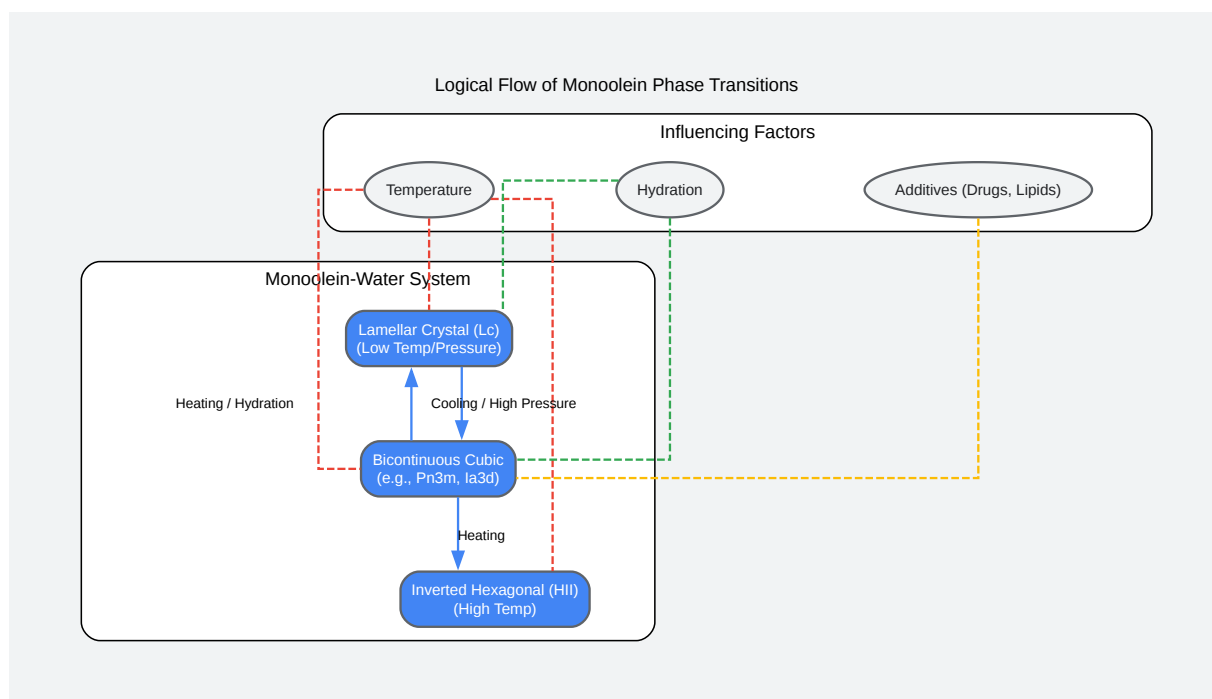 Logical Flow of Monoolein Phase Transitions
Influencing Factors
Temperature
Hydration
Additives (Drugs, Lipids)
Monoolein-Water System
Lamellar Crystal (Lc)
(Low Temp/Pressure)
Heating / Hydration
Cooling / High Pressure
Bicontinuous Cubic
(e.g., Pn3m, Ia3d)
Heating
Inverted Hexagonal (HII)
(High Temp)